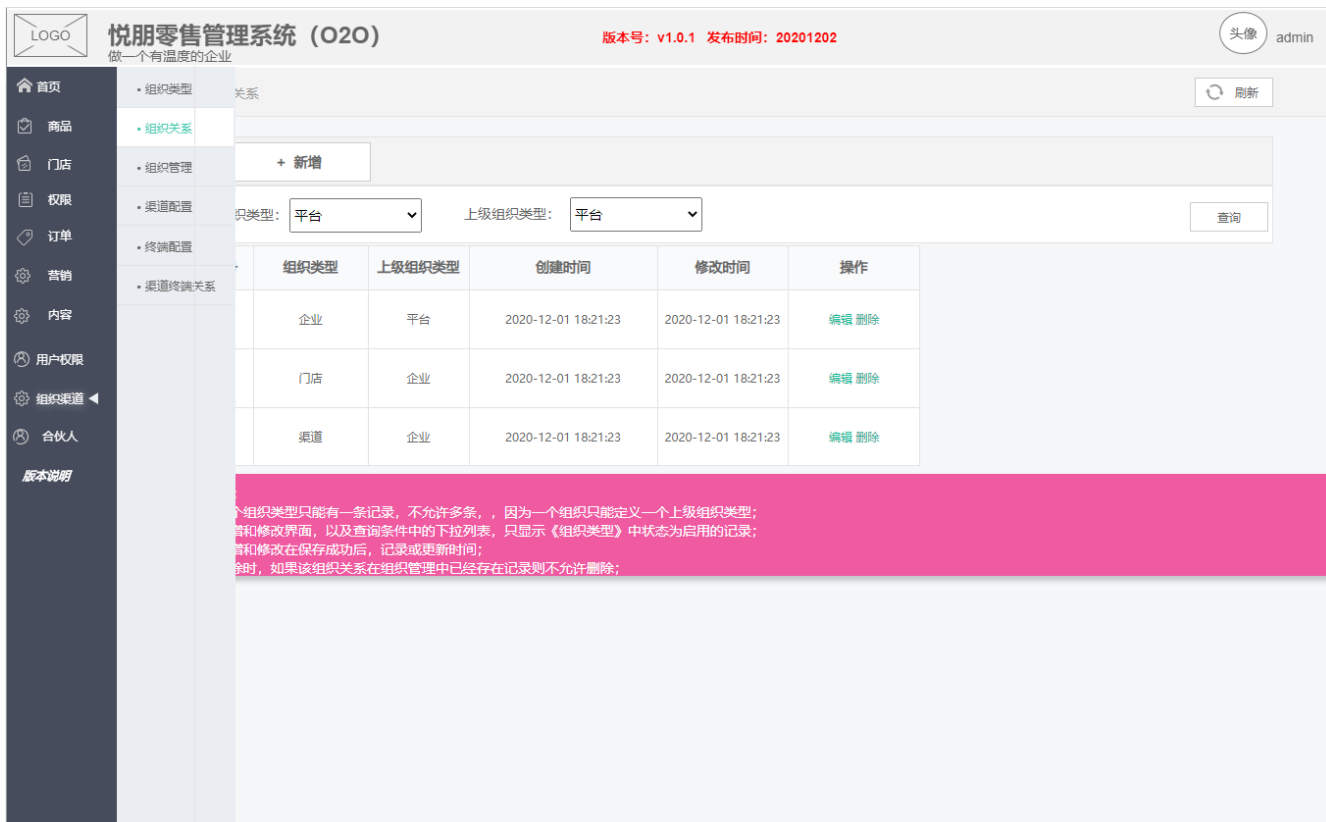 LOGO
悦朋零售管理系统（O2O）
做一个有温度的企业
版本号：v1.0.1 发布时间：20201202
头像
admin
首页
商品
门店
权限
订单
营销
内容
用户权限
组织渠道
合伙人
版本说明
• 组织类型
• 组织关系
• 组织管理
• 渠道配置
• 终端配置
• 渠道终端关系
关系
刷新
+ 新增
织类型： 平台 上级组织类型： 平台 查询
组织类型 上级组织类型 创建时间 修改时间 操作
企业 平台 2020-12-01 18:21:23 2020-12-01 18:21:23 编辑 删除
门店 企业 2020-12-01 18:21:23 2020-12-01 18:21:23 编辑 删除
渠道 企业 2020-12-01 18:21:23 2020-12-01 18:21:23 编辑 删除
个组织类型只能有一条记录，不允许多条，，因为一个组织只能定义一个上级组织类型；
增和修改界面，以及查询条件中的下拉列表，只显示《组织类型》中状态为启用的记录；
增和修改在保存成功后，记录或更新时间；
除时，如果该组织关系在组织管理中已经存在记录则不允许删除；